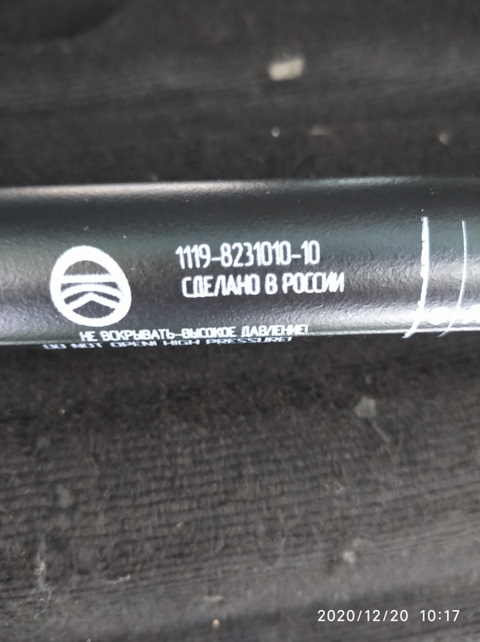 1119-8231010-10
СДЕЛАНО В РОССИИ
НЕ ВСКРЫВАТЬ-ВЫСОКОЕ ДАВЛЕНИЕ!
DO NOT OPEN! HIGH PRESSURE!
2020/12/20 10:17